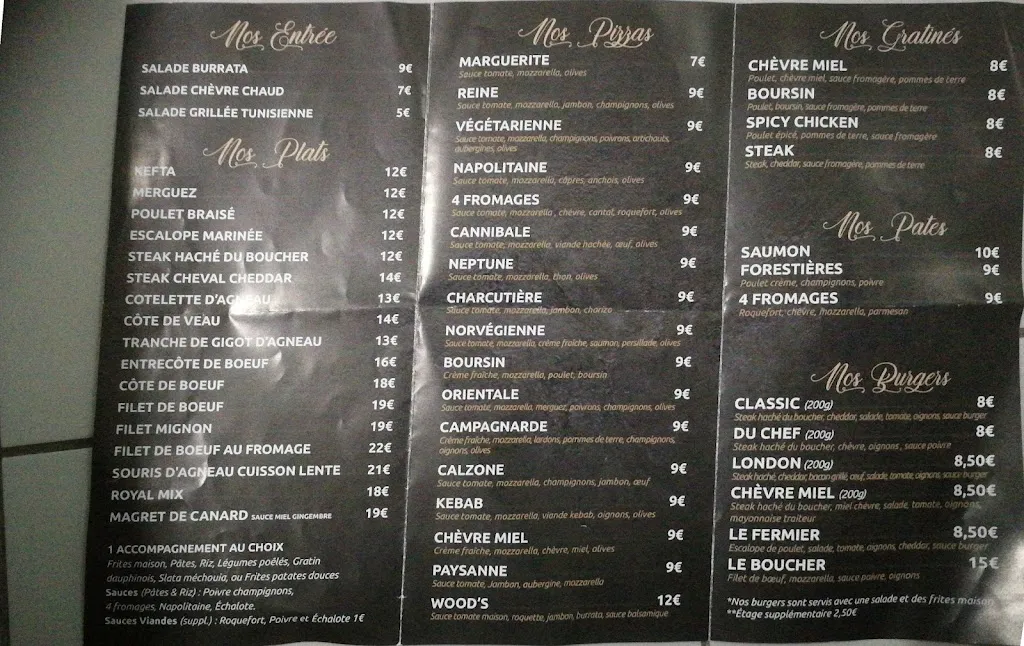 Nos Entrée
SALADE BURRATA 9€
SALADE CHÈVRE CHAUD 7€
SALADE GRILLÉE TUNISIENNE 5€
Nos Plats
KEFTA 12€
MERGUEZ 12€
POULET BRAISÉ 12€
ESCALOPE MARINÉE 12€
STEAK HACHÉ DU BOUCHER 12€
STEAK CHEVAL CHEDDAR 14€
COTELETTE D'AGNEAU 13€
CÔTE DE VEAU 14€
TRANCHE DE GIGOT D'AGNEAU 13€
ENTRECÔTE DE BOEUF 16€
CÔTE DE BOEUF 18€
FILET DE BOEUF 19€
FILET MIGNON 19€
FILET DE BOEUF AU FROMAGE 22€
SOURIS D'AGNEAU CUISSON LENTE 21€
ROYAL MIX 18€
MAGRET DE CANARD SAUCE MIEL GINGEMBRE 19€
1 ACCOMPAGNEMENT AU CHOIX
Frites maison, Pâtes, Riz, Légumes poêlés, Gratin
dauphinois, Slata méchouia, au Frites patates douces
Sauces (Pâtes & Riz) : Poivre champignons,
4 fromages, Napolitaine, Échalote.
Sauces Viandes (suppl.) : Roquefort, Poivre et Échalote 1€
Nos Pizzas
MARGUERITE 7€
Sauce tomate, mozzarella, olives
REINE 9€
Sauce tomate, mozzarella, jambon, champignons, olives
VÉGÉTARIENNE 9€
Sauce tomate, mozzarella, champignons, poivrons, artichauts,
aubergines, olives
NAPOLITAINE 9€
Sauce tomate, mozzarella, câpres, anchois, olives
4 FROMAGES 9€
Sauce tomate, mozzarella, chèvre, cantal, roquefort, olives
CANNIBALE 9€
Sauce tomate, mozzarella, viande hachée, œuf, olives
NEPTUNE 9€
Sauce tomate, mozzarella, thon, olives
CHARCUTIÈRE 9€
Sauce tomate, mozzarella, jambon, chorizo
NORVÉGIENNE 9€
Sauce tomate, mozzarella, crème fraîche, saumon, persillade, olives
BOURSIN 9€
Crème fraîche, mozzarella, poulet, boursin
ORIENTALE 9€
Sauce tomate, mozzarella, merguez, poivrons, champignons, olives
CAMPAGNARDE 9€
Crème fraîche, mozzarella, lardons, pommes de terre, champignons,
oignons, olives
CALZONE 9€
Sauce tomate, mozzarella, champignons, jambon, œuf
KEBAB 9€
Sauce tomate, mozzarella, viande kebab, oignons, olives
CHÈVRE MIEL 9€
Crème fraîche, mozzarella, chèvre, miel, olives
PAYSANNE 9€
Sauce tomate, Jambon, aubergine, mozzarella
WOOD'S 12€
Sauce tomate maison, roquette, jambon, burrata, sauce balsamique
Nos Gratinés
CHÈVRE MIEL 8€
Poulet, chèvre miel, sauce fromagère, pommes de terre
BOURSIN 8€
Poulet, boursin, sauce fromagère, pommes de terre
SPICY CHICKEN 8€
Poulet épicé, pommes de terre, sauce fromagère
STEAK 8€
Steak, cheddar, sauce fromagère, pommes de terre
Nos Pates
SAUMON 10€
FORESTIÈRES 9€
Poulet crème, champignons, poivre
4 FROMAGES 9€
Roquefort, chèvre, mozzarella, parmesan
Nos Burgers
CLASSIC (200g) 8€
Steak haché du boucher, cheddar, salade, tomate, oignons, sauce burger
DU CHEF (200g) 8€
Steak haché du boucher, chèvre, oignons, sauce poivre
LONDON (200g) 8,50€
Steak haché, cheddar, bacon grillé, œuf, salade, tomate, oignons, sauce burger
CHÈVRE MIEL (200g) 8,50€
Steak haché du boucher, miel chèvre, salade, tomate, oignons,
mayonnaise traiteur
LE FERMIER 8,50€
Escalope de poulet, salade, tomate, oignons, cheddar, sauce burger
LE BOUCHER 15€
Filet de bœuf, mozzarella, sauce poivre, oignons
*Nos burgers sont servis avec une salade et des frites maison
**Étage supplémentaire 2,50€